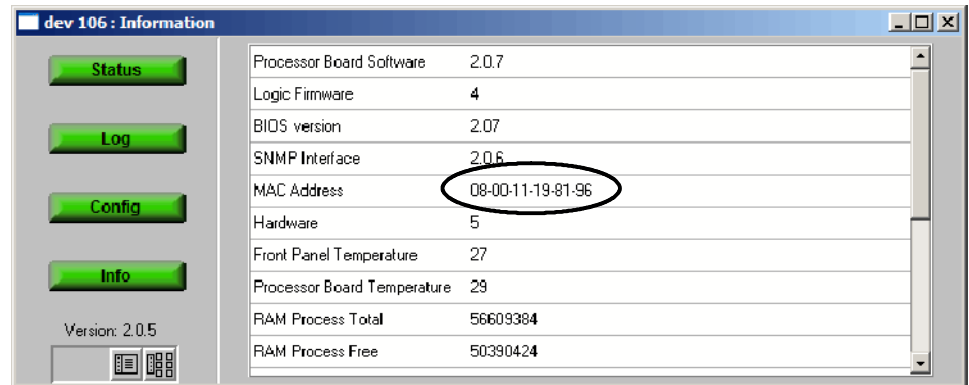 dev 106 : Information
Status
Log
Config
Info
Version: 2.0.5
Processor Board Software 2.0.7
Logic Firmware 4
BIOS version 2.07
SNMP Interface 2.0.6
MAC Address 08-00-11-19-81-96
Hardware 5
Front Panel Temperature 27
Processor Board Temperature 29
RAM Process Total 56609384
RAM Process Free 50390424